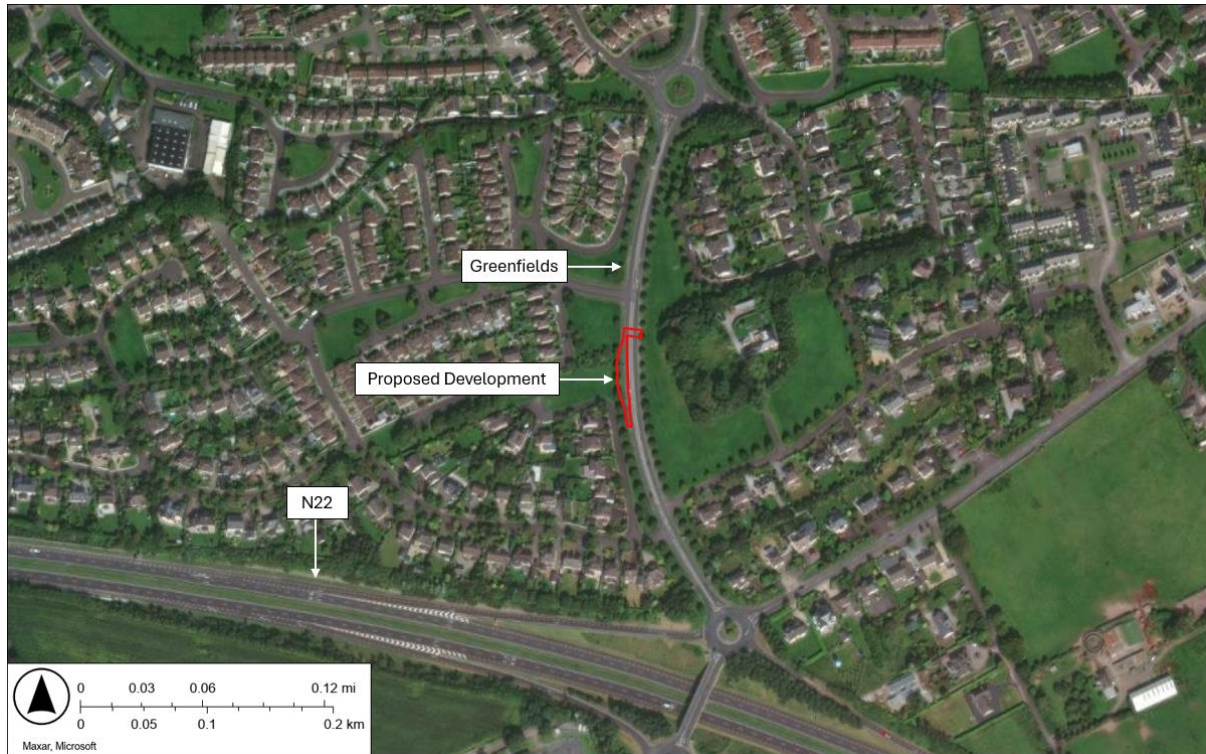 Greenfields
Proposed Development
N22
0 0.03 0.06 0.12 mi
0 0.05 0.1 0.2 km
Maxar, Microsoft